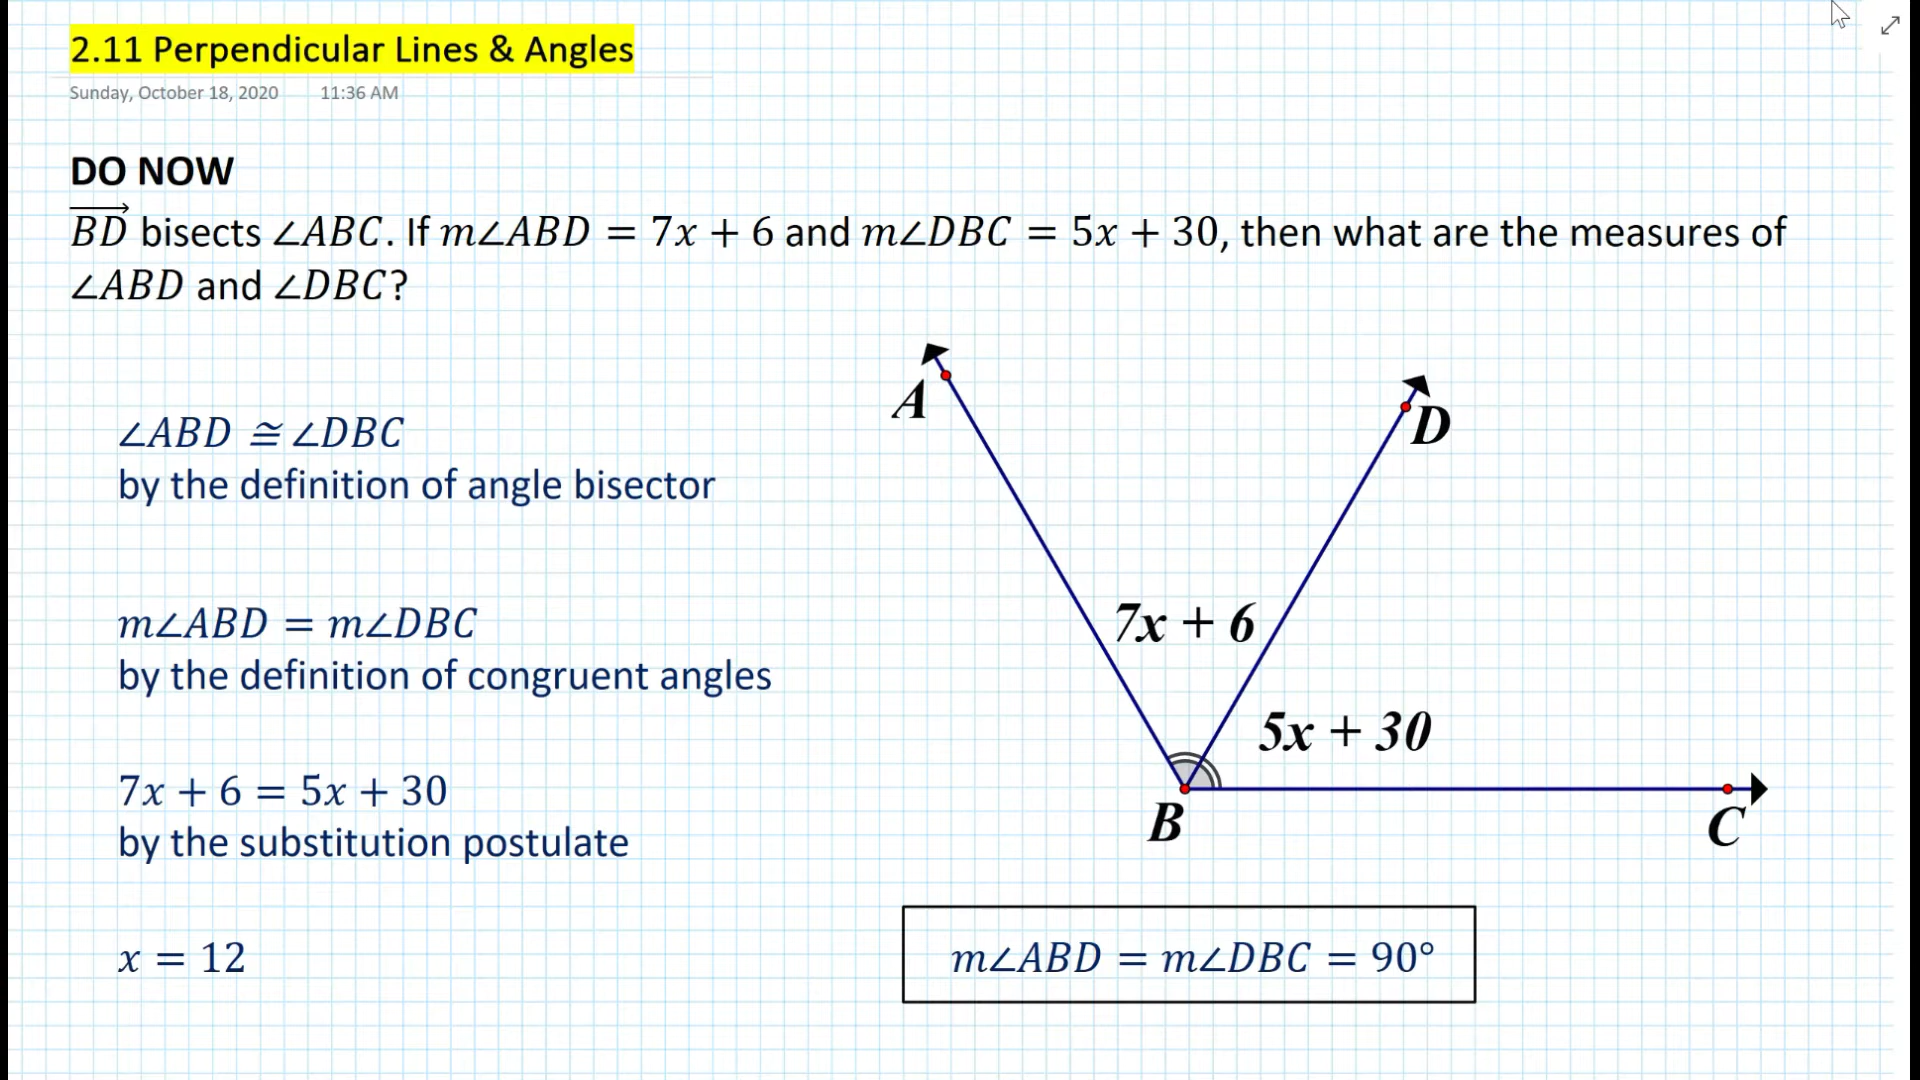 2.11 Perpendicular Lines & Angles
Sunday, October 18, 2020 11:36 AM
DO NOW
BD⃗ bisects ∠ABC. If m∠ABD = 7x + 6 and m∠DBC = 5x + 30, then what are the measures of
∠ABD and ∠DBC?
∠ABD ≅ ∠DBC
by the definition of angle bisector
m∠ABD = m∠DBC
by the definition of congruent angles
7x + 6 = 5x + 30
by the substitution postulate
x = 12
A
D
7x + 6
5x + 30
B
C
m∠ABD = m∠DBC = 90°